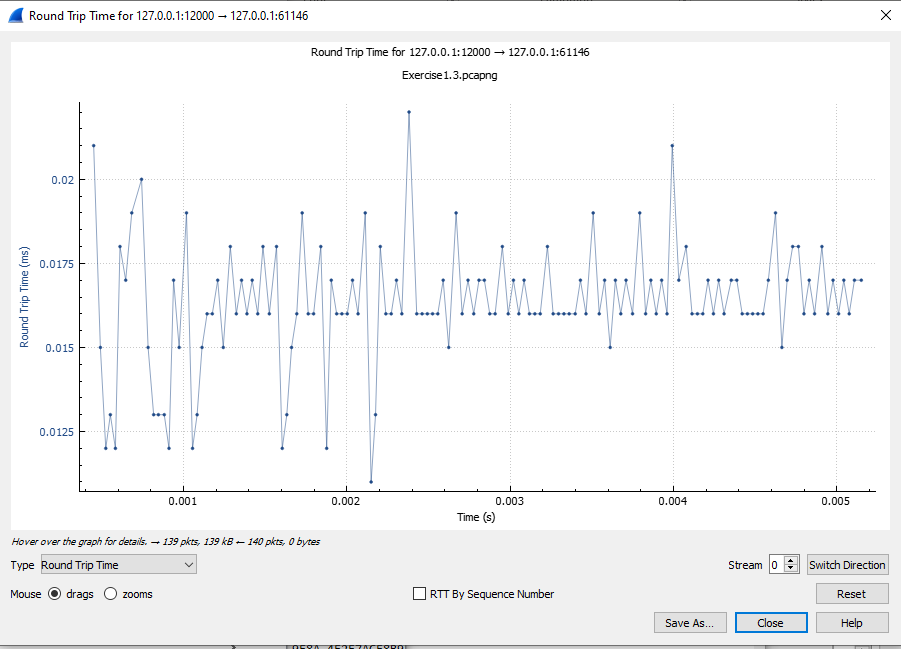 Round Trip Time for 127.0.0.1:12000 → 127.0.0.1:61146
Round Trip Time for 127.0.0.1:12000 → 127.0.0.1:61146
Exercise1.3.pcapng
0.02
0.0175
0.015
0.0125
Round Trip Time (ms)
0.001 0.002 0.003 0.004 0.005
Time (s)
Hover over the graph for details. → 139 pkts, 139 kB ← 140 pkts, 0 bytes
Type Round Trip Time Stream 0 Switch Direction
Mouse drags zooms RTT By Sequence Number Reset
Save As... Close Help